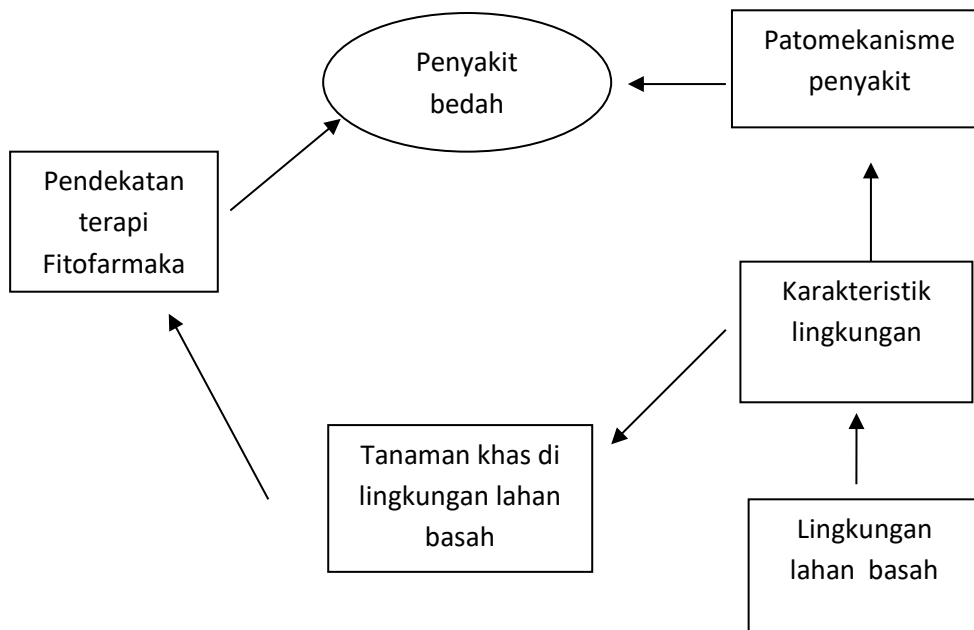 Penyakit
bedah
Patomekanisme
penyakit
Pendekatan
terapi
Fitofarmaka
Karakteristik
lingkungan
Tanaman khas di
lingkungan lahan
basah
Lingkungan
lahan basah